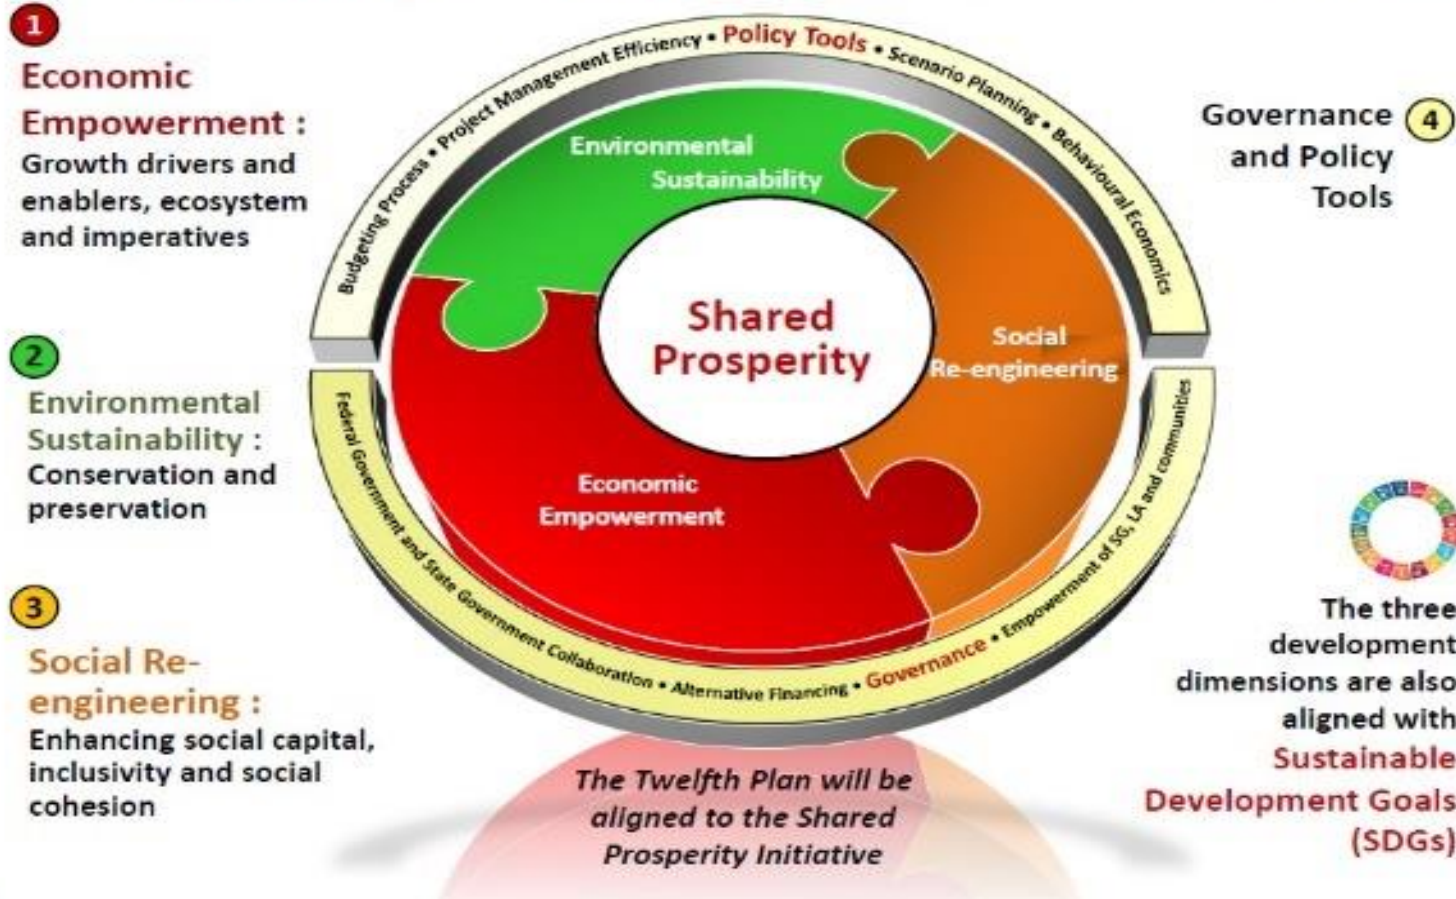 1
Economic
Empowerment :
Growth drivers and
enablers, ecosystem
and imperatives
2
Environmental
Sustainability :
Conservation and
preservation
3
Social Re-
engineering :
Enhancing social capital,
inclusivity and social
cohesion
Budgeting Process • Project Management Efficiency • Policy Tools • Scenario Planning • Behavioural Economics
Environmental
Sustainability
Shared
Prosperity
Social
Re-engineering
Economic
Empowerment
Federal Government and State Government Collaboration • Alternative Financing • Governance • Empowerment of SG, LA and communities
The Twelfth Plan will be
aligned to the Shared
Prosperity Initiative
Governance
and Policy
Tools
4
The three
development
dimensions are also
aligned with
Sustainable
Development Goals
(SDGs)